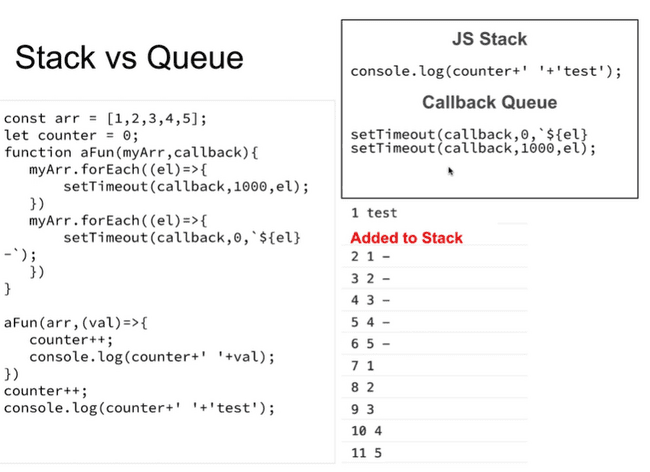 Stack vs Queue
const arr = [1,2,3,4,5];
let counter = 0;
function aFun(myArr,callback){
myArr.forEach((el)=>{
setTimeout(callback,1000,el);
})
myArr.forEach((el)=>{
setTimeout(callback,0,`${el}
-`);
})
}
aFun(arr,(val)=>{
counter++;
console.log(counter+' '+val);
})
counter++;
console.log(counter+' '+'test');
JS Stack
console.log(counter+' '+'test');
Callback Queue
setTimeout(callback,0,`${el}
setTimeout(callback,1000,el);
1 test
Added to Stack
2 1 -
3 2 -
4 3 -
5 4 -
6 5 -
7 1
8 2
9 3
10 4
11 5